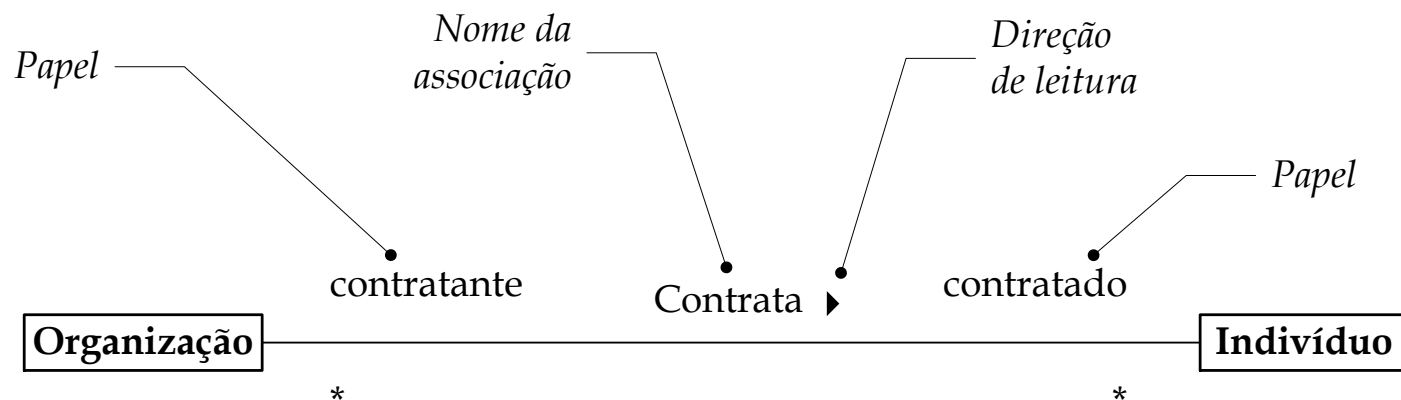 Papel
Nome da
associação
Direção
de leitura
Papel
contratante
Contrata
contratado
Organização
Indivíduo
*
*